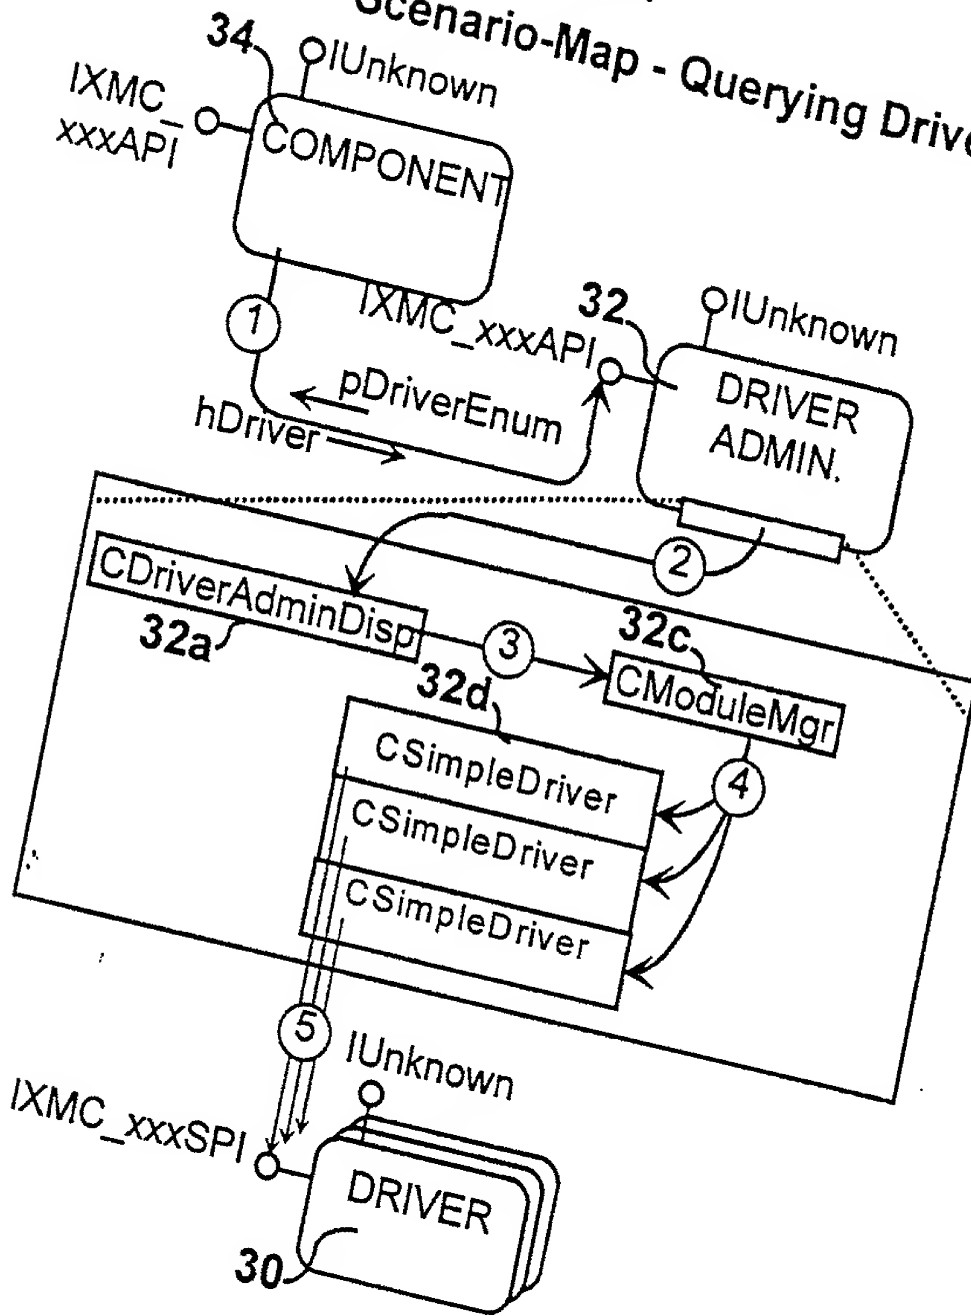 Scenario-Map - Querying
34
IUnknown
IXMC_
xxxAPI
COMPONENT
1
IXMC_xxxAPI
32
IUnknown
DRIVER
ADMIN.
pDriverEnum
hDriver
2
CDriverAdminDisp
32a
3
32c
CModuleMgr
32d
CSimpleDriver
CSimpleDriver
CSimpleDriver
4
5
IUnknown
IXMC_xxxSPI
DRIVER
30